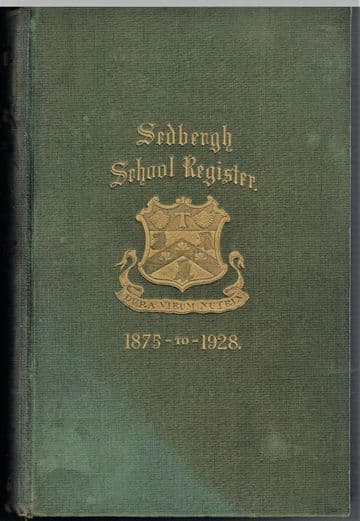 Sedbergh
School Register.
T
DURA VIRUM NUTRIX
1875-TO-1928.